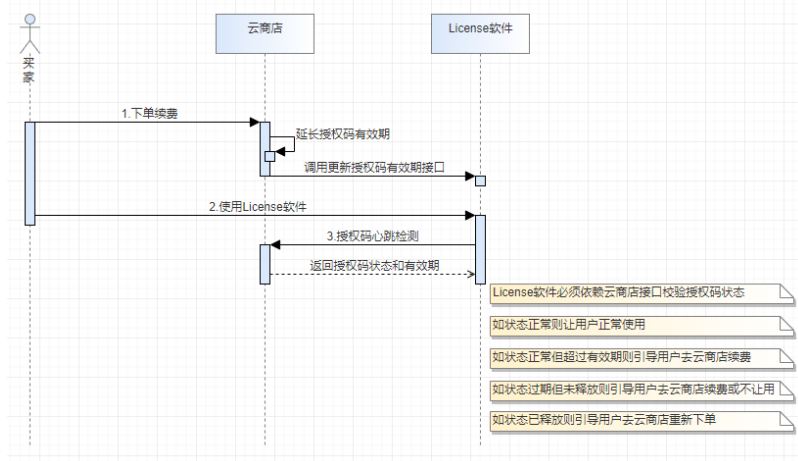 云商店
License软件
买家
1.下单续费
延长授权码有效期
调用更新授权码有效期接口
2.使用License软件
3.授权码心跳检测
返回授权码状态和有效期
License软件必须依赖云商店接口校验授权码状态
如状态正常则让用户正常使用
如状态正常但超过有效期则引导用户去云商店续费
如状态过期但未释放则引导用户去云商店续费或不让用
如状态已释放则引导用户去云商店重新下单